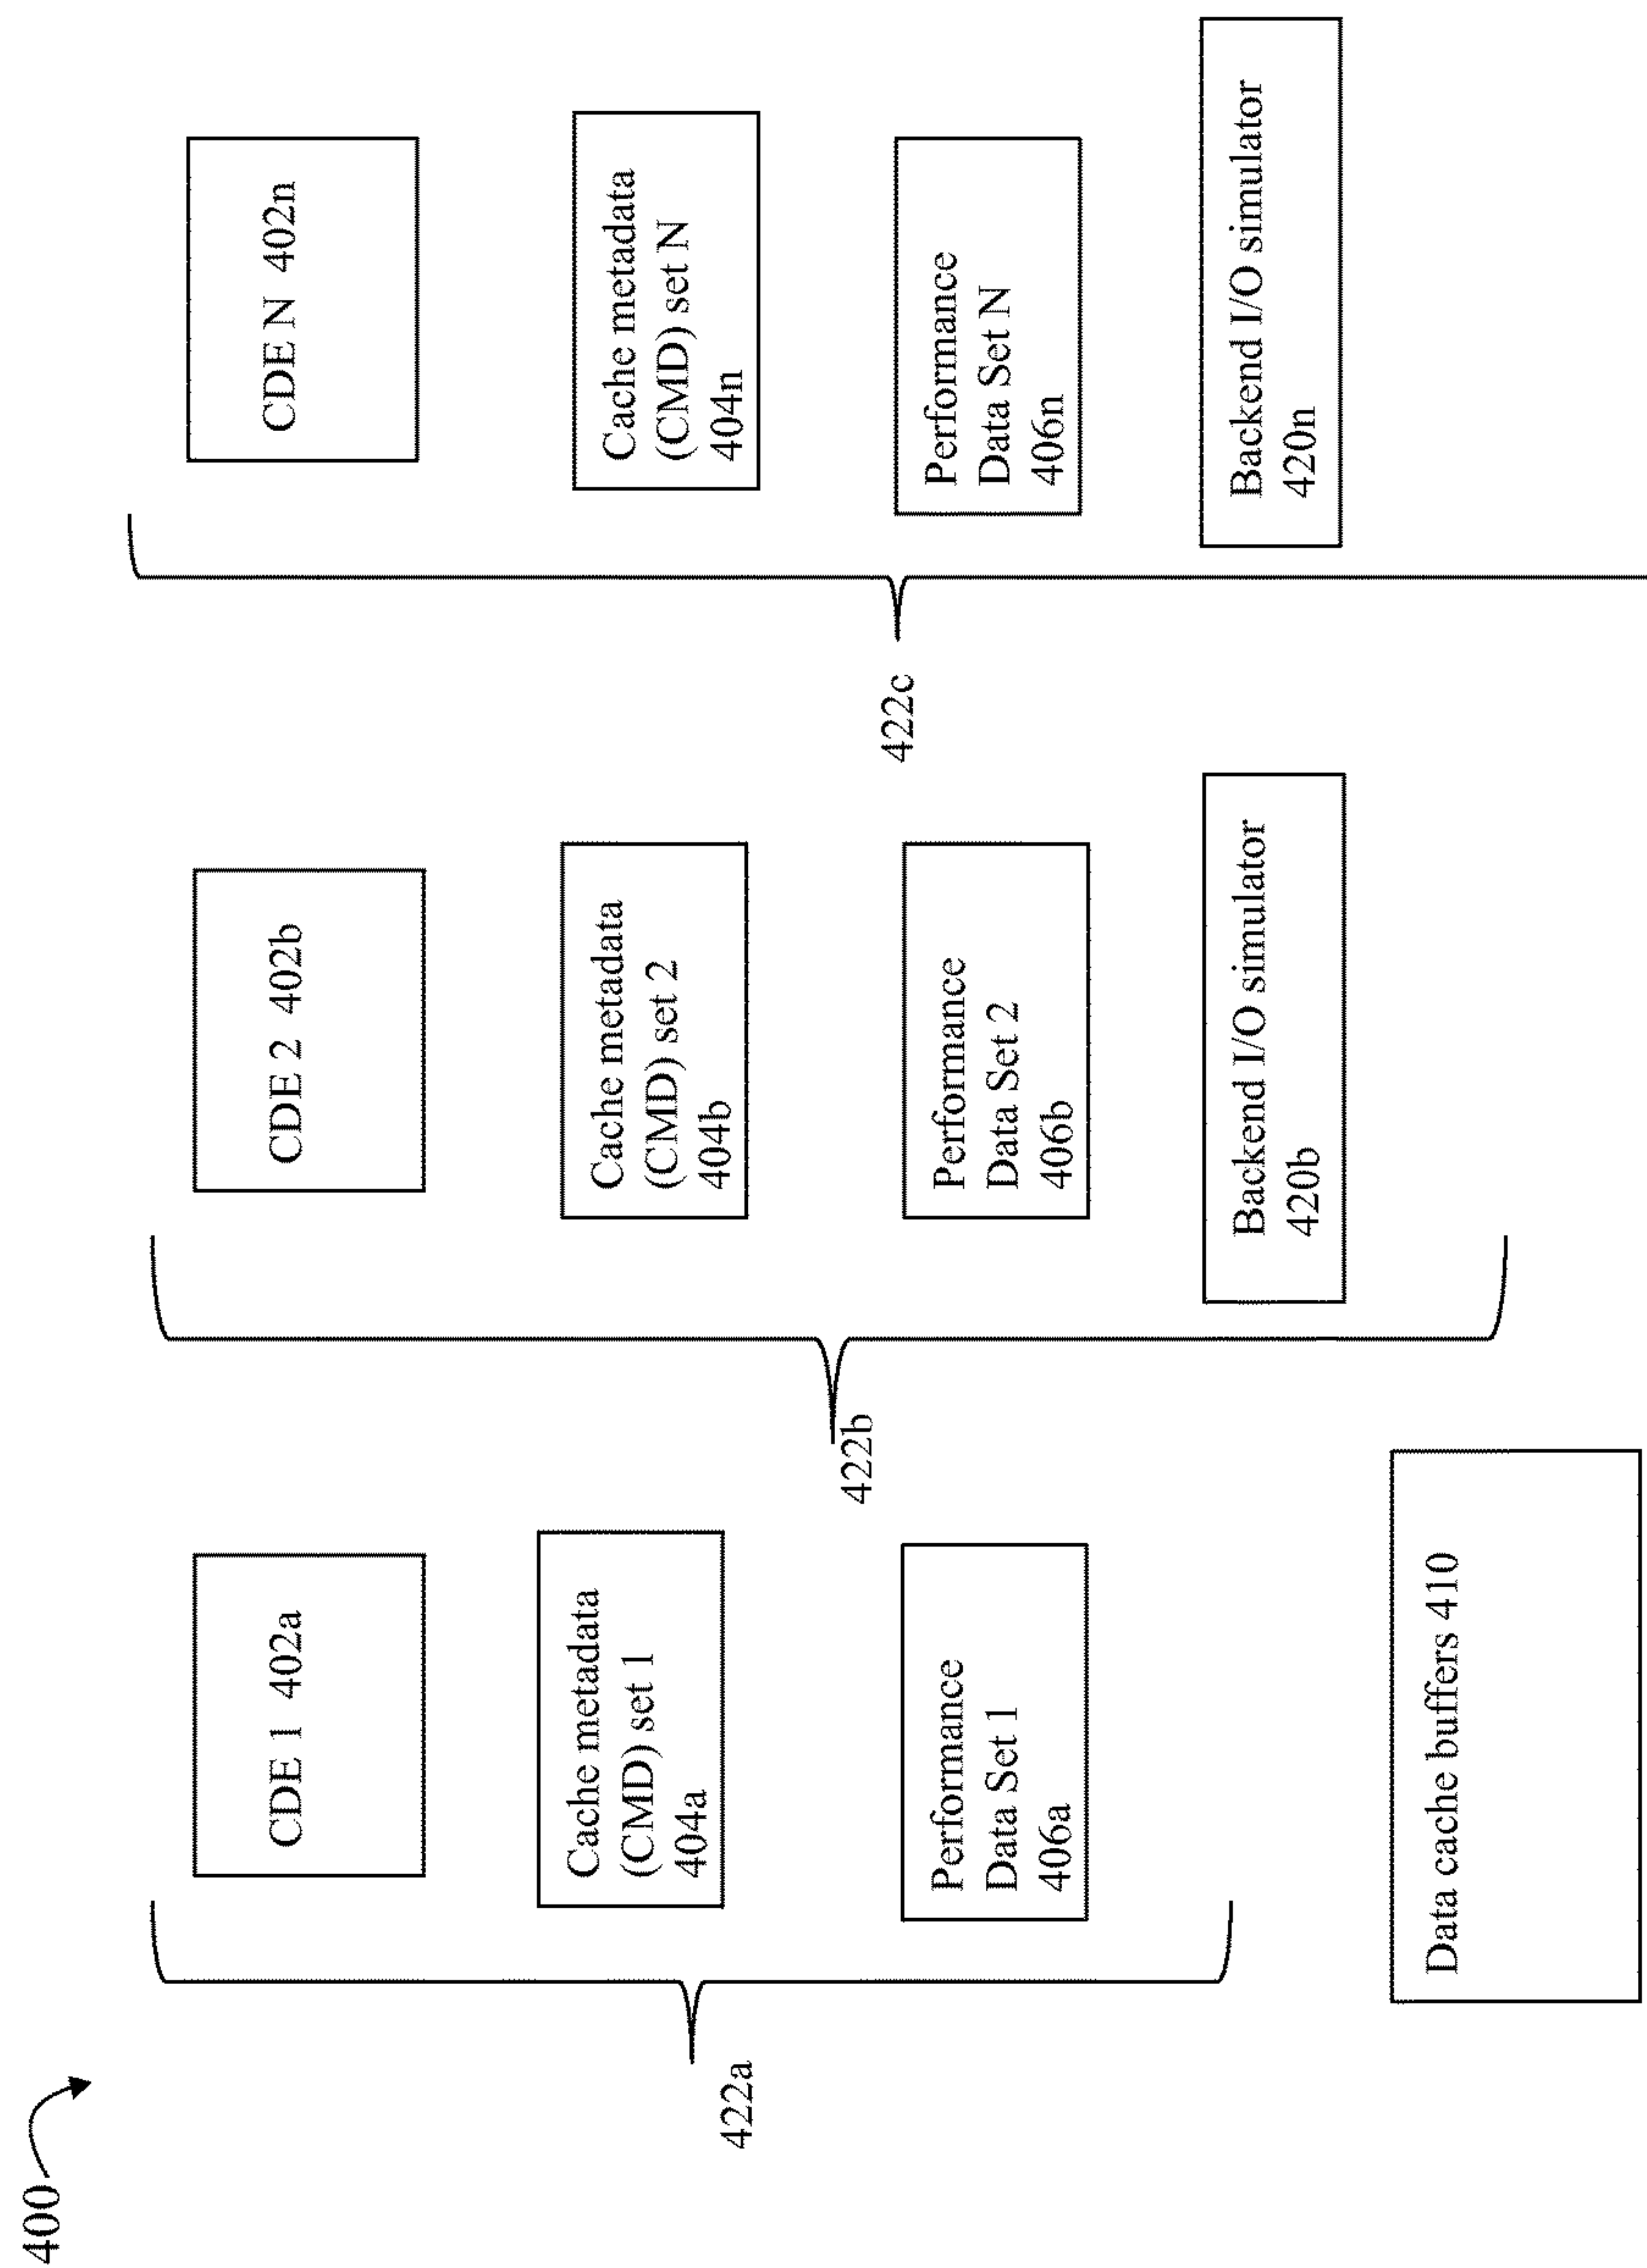 400
422a
CDE 1 402a
Cache metadata
(CMD) set 1
404a
Performance
Data Set 1
406a
Data cache buffers 410
422b
CDE 2 402b
Cache metadata
(CMD) set 2
404b
Performance
Data Set 2
406b
Backend I/O simulator
420b
422c
CDE N 402n
Cache metadata
(CMD) set N
404n
Performance
Data Set N
406n
Backend I/O simulator
420n